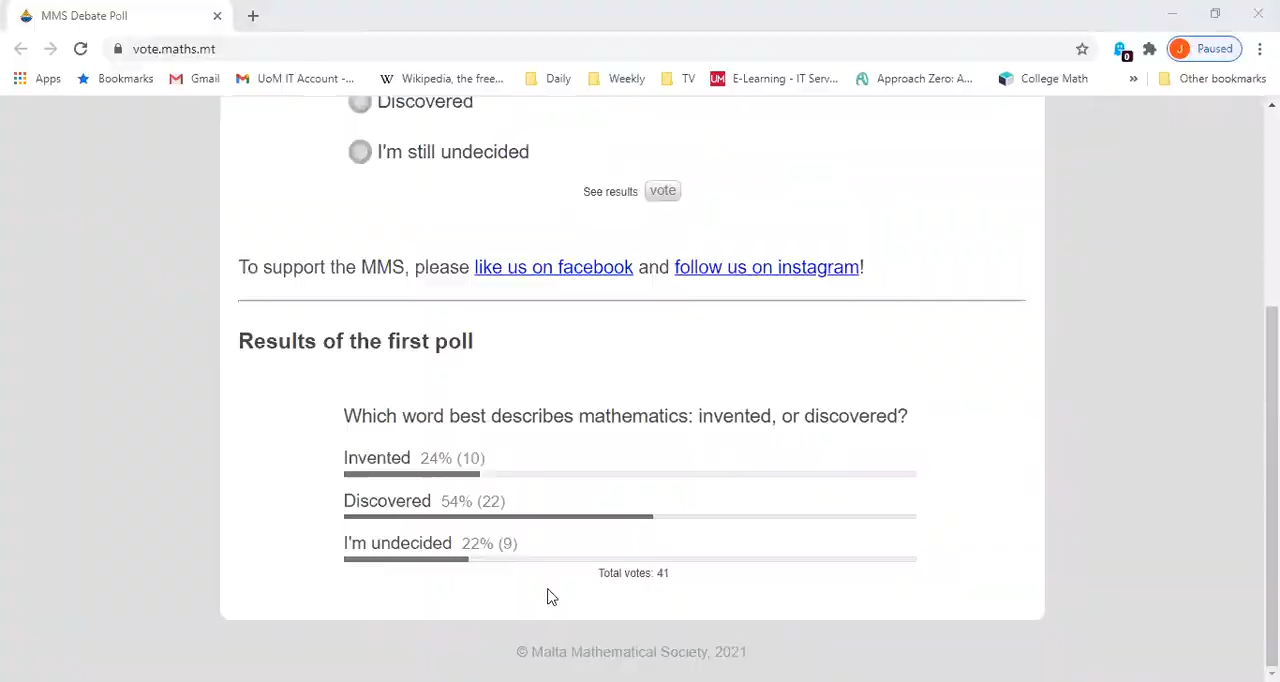 MMS Debate Poll
vote.maths.mt
0
J Paused
Apps Bookmarks Gmail UoM IT Account -... W Wikipedia, the free... Daily Weekly TV UM E-Learning - IT Serv... Approach Zero: A... College Math » Other bookmarks
Discovered
I'm still undecided
See results vote
To support the MMS, please like us on facebook and follow us on instagram!
Results of the first poll
Which word best describes mathematics: invented, or discovered?
Invented 24% (10)
Discovered 54% (22)
I'm undecided 22% (9)
Total votes: 41
© Malta Mathematical Society, 2021